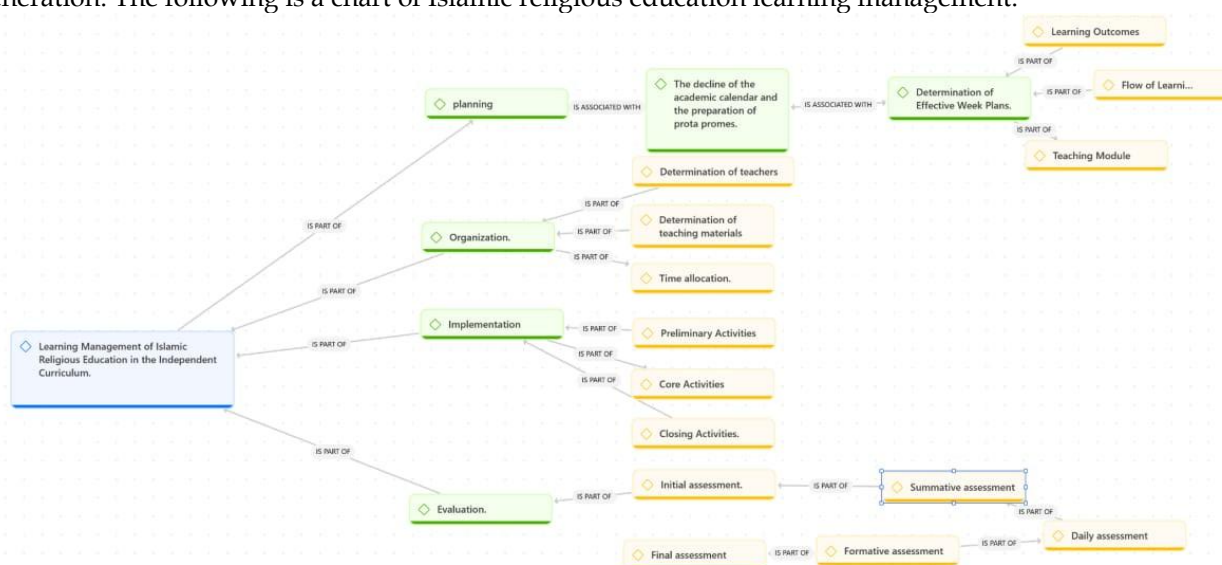 neration. The following is a chart of Islamic religious education learning management.
Learning Outcomes
IS PART OF
planning
IS ASSOCIATED WITH
The decline of the
academic calendar and
the preparation of
prota promes.
IS ASSOCIATED WITH
Determination of
Effective Week Plans.
IS PART OF
Flow of Learni...
IS PART OF
Teaching Module
Determination of teachers
IS PART OF
IS PART OF
Organization.
IS PART OF
Determination of
teaching materials
IS PART OF
Time allocation.
IS PART OF
Learning Management of Islamic
Religious Education in the Independent
Curriculum.
IS PART OF
Implementation
IS PART OF
Preliminary Activities
IS PART OF
Core Activities
IS PART OF
Closing Activities.
IS PART OF
Evaluation.
IS PART OF
Initial assessment.
IS PART OF
Summative assessment
IS PART OF
Daily assessment
IS PART OF
Formative assessment
IS PART OF
Final assessment